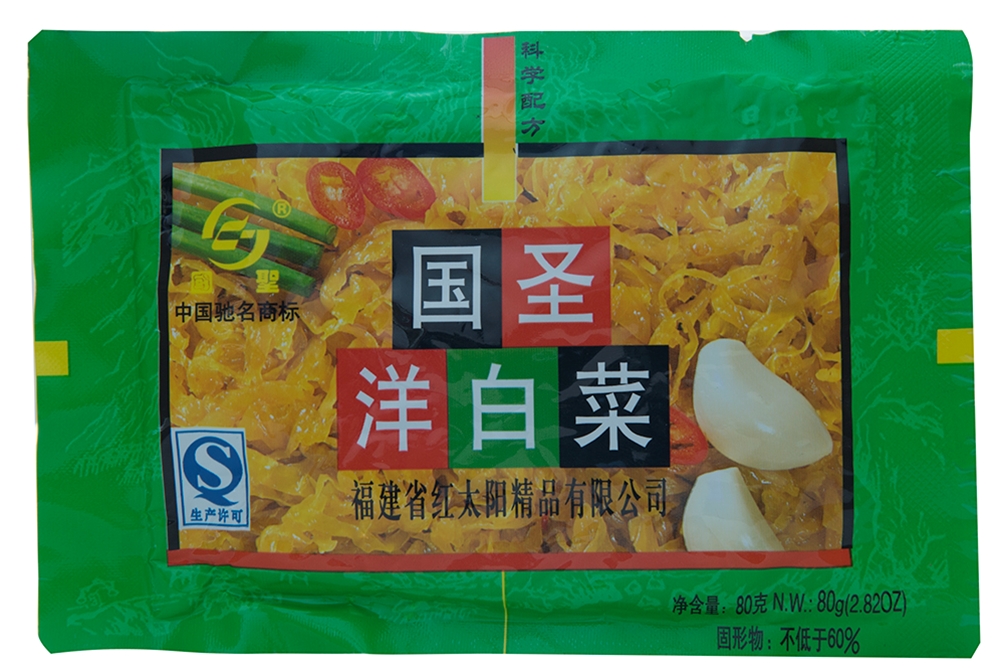 科学配方
®
國聖
中国驰名商标
国圣
洋白菜
福建省红太阳精品有限公司
生产许可
净含量：80克 N.W.：80g(2.82OZ)
固形物：不低于60%